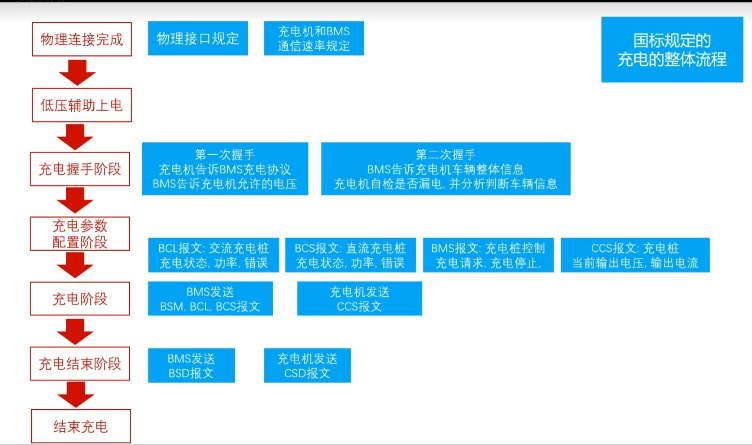 国标规定的
充电的整体流程
物理连接完成
物理接口规定
充电机和BMS
通信速率规定
低压辅助上电
充电握手阶段
第一次握手
充电机告诉BMS充电协议
BMS告诉充电机允许的电压
第二次握手
BMS告诉充电机车辆整体信息
充电机自检是否漏电, 并分析判断车辆信息
充电参数
配置阶段
BCL报文: 交流充电桩
充电状态, 功率, 错误
BCS报文: 直流充电桩
充电状态, 功率, 错误
BMS报文: 充电桩控制
充电请求, 充电停止,
CCS报文: 充电桩
当前输出电压, 输出电流
充电阶段
BMS发送
BSM, BCL, BCS报文
充电机发送
CCS报文
充电结束阶段
BMS发送
BSD报文
充电机发送
CSD报文
结束充电